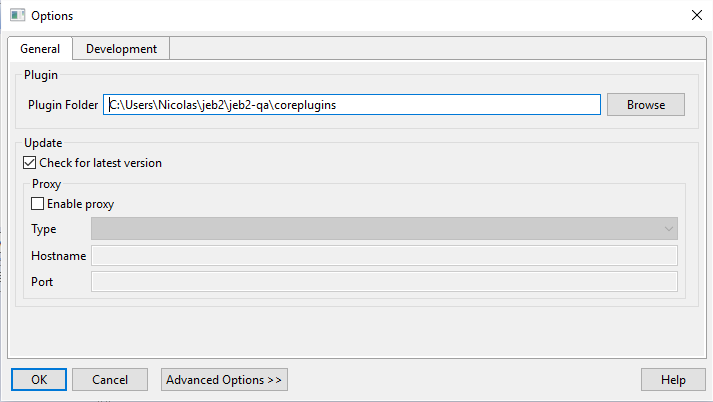 Options
General Development
Plugin
Plugin Folder C:\Users\Nicolas\jeb2\jeb2-qa\coreplugins Browse
Update
Check for latest version
Proxy
Enable proxy
Type
Hostname
Port
OK Cancel Advanced Options >> Help